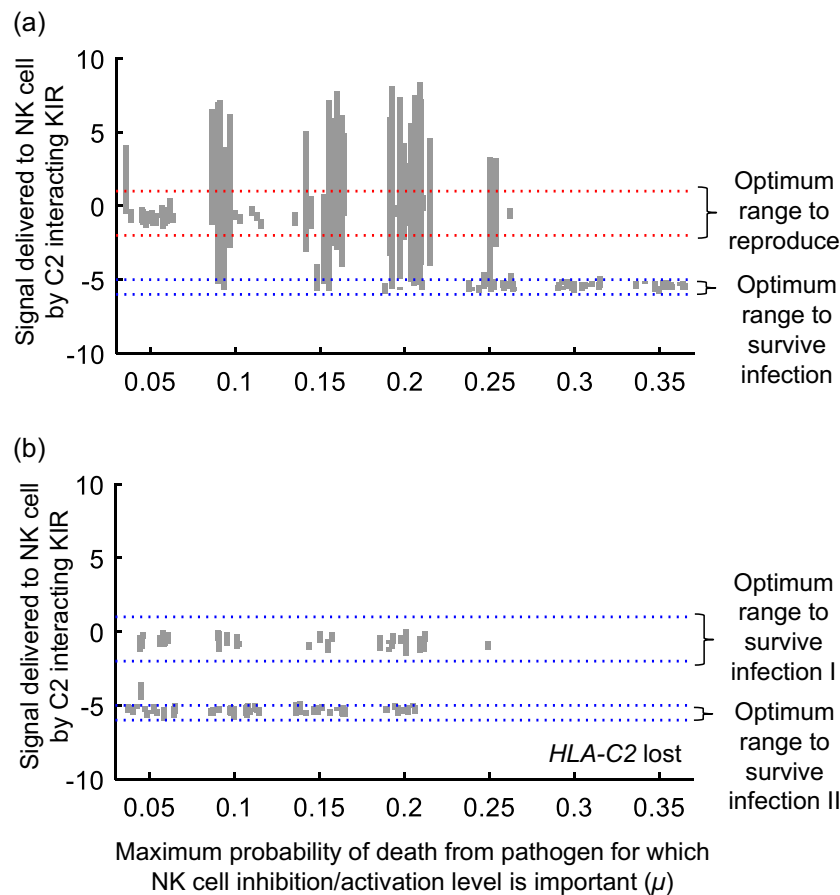 (a)
Signal delivered to NK cell
by C2 interacting KIR
10
5
0
-5
-10
0.05 0.1 0.15 0.2 0.25 0.3 0.35
Optimum
range to
reproduce
Optimum
range to
survive
infection
(b)
Signal delivered to NK cell
by C2 interacting KIR
10
5
0
-5
-10
0.05 0.1 0.15 0.2 0.25 0.3 0.35
HLA-C2 lost
Optimum
range to
survive
infection I
Optimum
range to
survive
infection II
Maximum probability of death from pathogen for which
NK cell inhibition/activation level is important (μ)